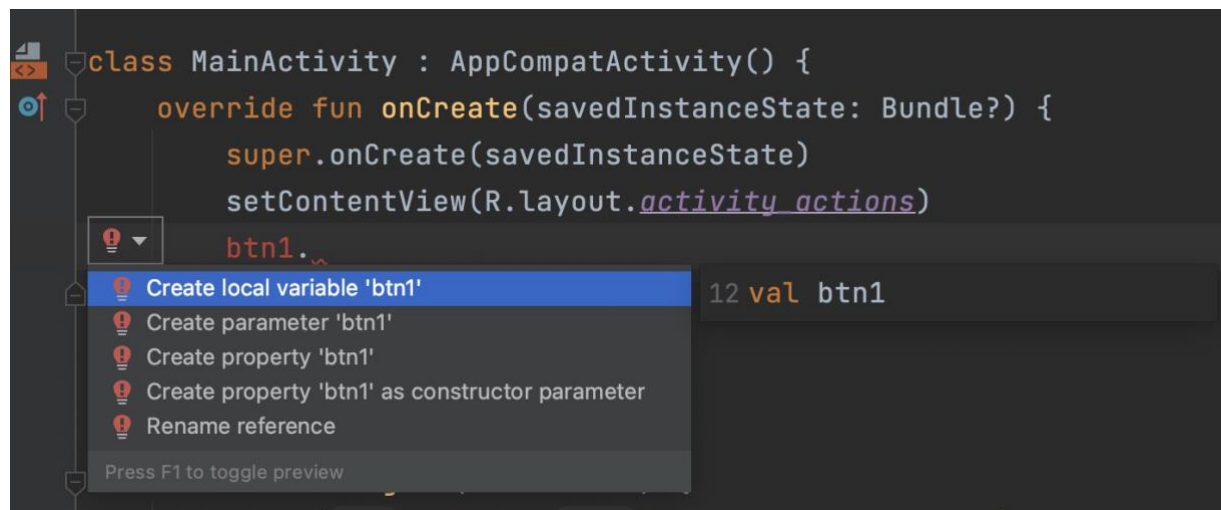 class MainActivity : AppCompatActivity() {
override fun onCreate(savedInstanceState: Bundle?) {
super.onCreate(savedInstanceState)
setContentView(R.layout.activity_actions)
btn1.
Create local variable 'btn1'
12 val btn1
Create parameter 'btn1'
Create property 'btn1'
Create property 'btn1' as constructor parameter
Rename reference
Press F1 to toggle preview